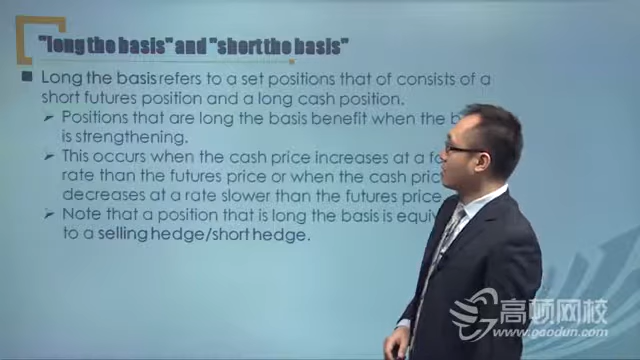 "long the basis" and "short the basis"
Long the basis refers to a set positions that of consists of a
short futures position and a long cash position.
Positions that are long the basis benefit when the b
is strengthening.
This occurs when the cash price increases at a
rate than the futures price or when the cash pric
decreases at a rate slower than the futures price
Note that a position that is long the basis is equiv
to a selling hedge/short hedge.
高顿网校
www.gaodun.com